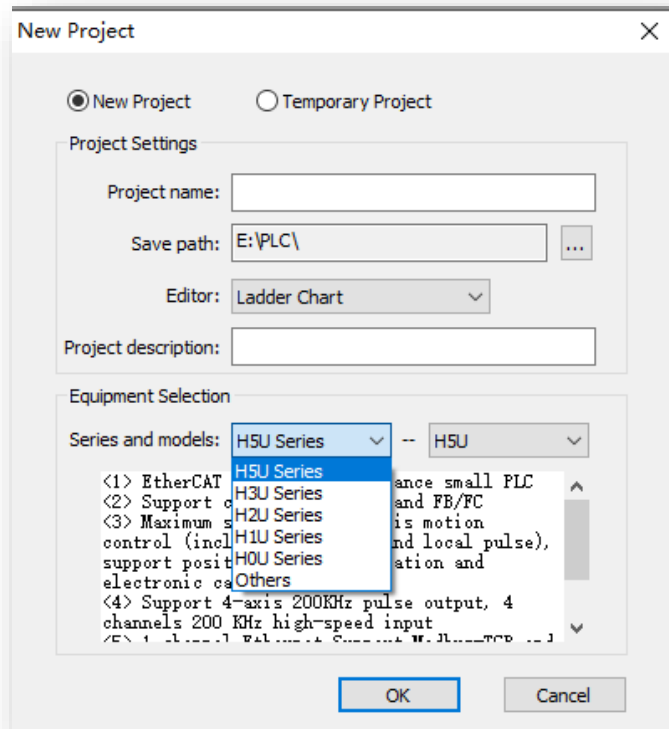 New Project
New Project
Temporary Project
Project Settings
Project name:
Save path: E:\PLC\ ...
Editor: Ladder Chart
Project description:
Equipment Selection
Series and models: H5U Series -- H5U
H5U Series
H3U Series
H2U Series
H1U Series
H0U Series
Others
<1> EtherCAT ance small PLC
<2> Support and FB/FC
<3> Maximum is motion
control nd local pulse),
support ation and
electronic
<4> Support 4-axis 200KHz pulse output, 4
channels 200 KHz high-speed input
OK Cancel